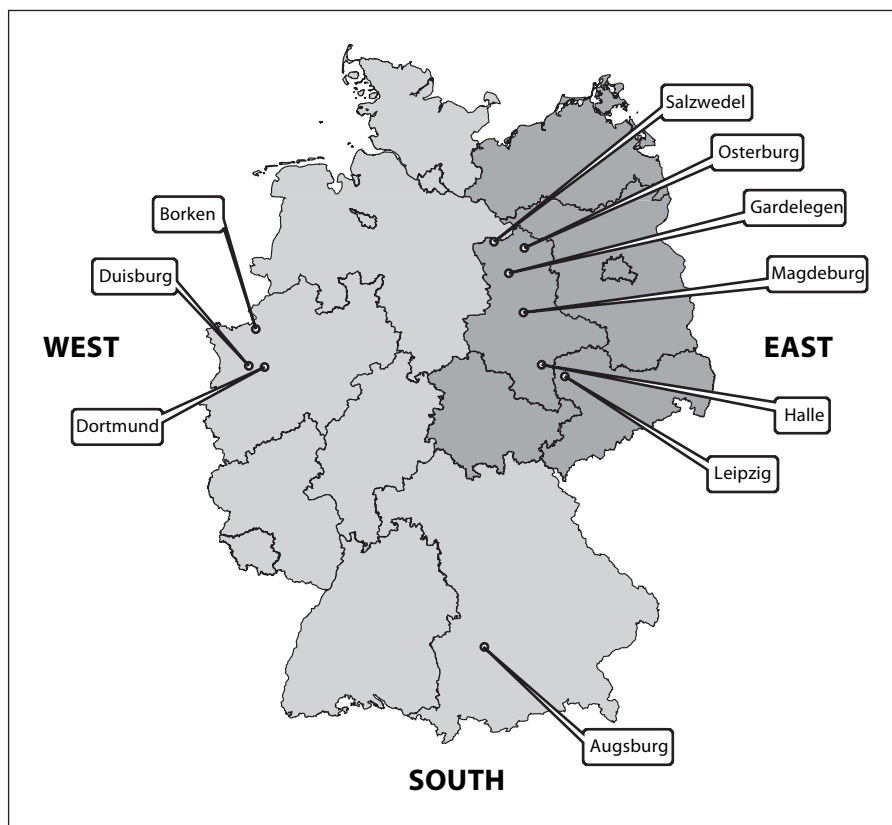 Salzwedel
Osterburg
Borken
Gardelegen
Duisburg
Magdeburg
WEST
EAST
Dortmund
Halle
Leipzig
Augsburg
SOUTH